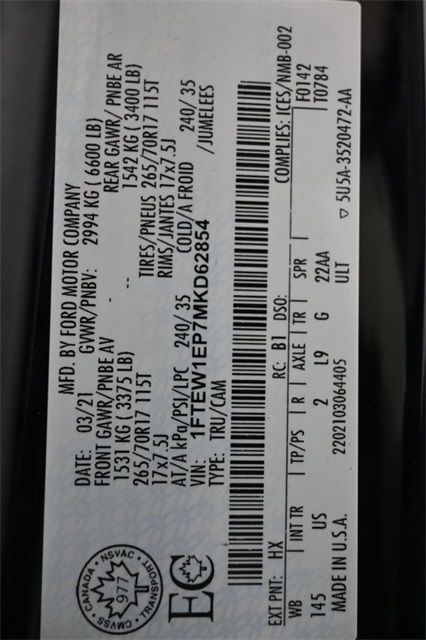 MFD. BY FORD MOTOR COMPANY
DATE: 03/21 GVWR/PNBV: 2994 KG ( 6600 LB)
FRONT GAWR/PNBE AV REAR GAWR/ PNBE AR
1531 KG ( 3375 LB) - -- 1542 KG ( 3400 LB)
265/70R17 115T TIRES/PNEUS 265/70R17 115T
17x7.5J RIMS/JANTES 17x7.5J
AT/A kPa/PSI/LPC 240/ 35 COLD/A FROID 240/ 35
VIN: 1FTEW1EP7MKD62854 /JUMELEES
TYPE: TRU/CAM
CANADA · NSVAC · TRANSPORT · CMVSS
977
EC
COMPLIES: ICES/NMB-002
EXT PNT: HX RC: B1 DSO: F0142
WB INT TR TP/PS R AXLE TR SPR T0784
145 US 2 L9 G 22AA
2202103064405 ULT
MADE IN U.S.A. ▽ 5U5A-3520472-AA